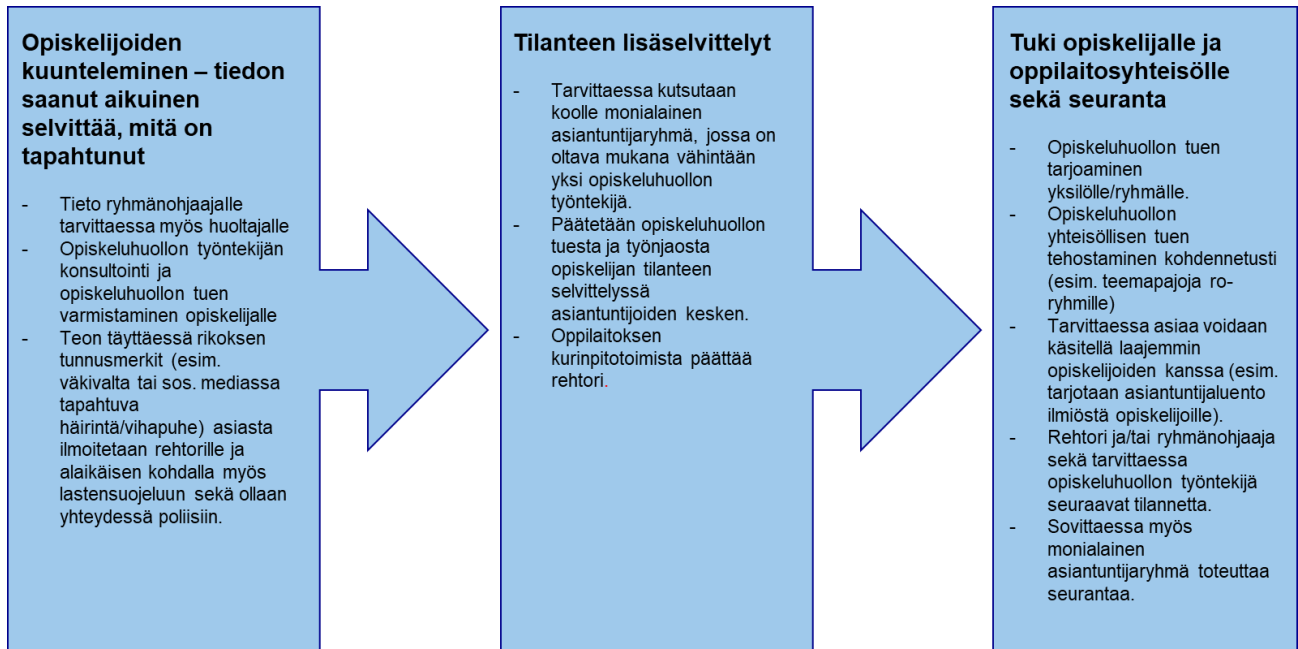 Opiskelijoiden
kuunteleminen – tiedon
saanut aikuinen
selvittää, mitä on
tapahtunut
- Tieto ryhmänohjaajalle
tarvittaessa myös huoltajalle
- Opiskeluhuollon työntekijän
konsultointi ja
opiskeluhuollon tuen
varmistaminen opiskelijalle
- Teon täyttäessä rikoksen
tunnusmerkit (esim.
väkivalta tai sos. mediassa
tapahtuva
häirintä/vihapuhe) asiasta
ilmoitetaan rehtorille ja
alaikäisen kohdalla myös
lastensuojeluun sekä ollaan
yhteydessä poliisiin.
Tilanteen lisäselvittelyt
- Tarvittaessa kutsutaan
koolle monialainen
asiantuntijaryhmä, jossa on
oltava mukana vähintään
yksi opiskeluhuollon
työntekijä.
- Päätetään opiskeluhuollon
tuesta ja työnjaosta
opiskelijan tilanteen
selvittelyssä
asiantuntijoiden kesken.
- Oppilaitoksen
kurinpitotoimista päättää
rehtori.
Tuki opiskelijalle ja
oppilaitosyhteisölle
sekä seuranta
- Opiskeluhuollon tuen
tarjoaminen
yksilölle/ryhmälle.
- Opiskeluhuollon
yhteisöllisen tuen
tehostaminen kohdennetusti
(esim. teemapajoja ro-
ryhmille)
- Tarvittaessa asiaa voidaan
käsitellä laajemmin
opiskelijoiden kanssa (esim.
tarjotaan asiantuntijaluento
ilmiöstä opiskelijoille).
- Rehtori ja/tai ryhmänohjaaja
sekä tarvittaessa
opiskeluhuollon työntekijä
seuraavat tilannetta.
- Sovittaessa myös
monialainen
asiantuntijaryhmä toteuttaa
seurantaa.